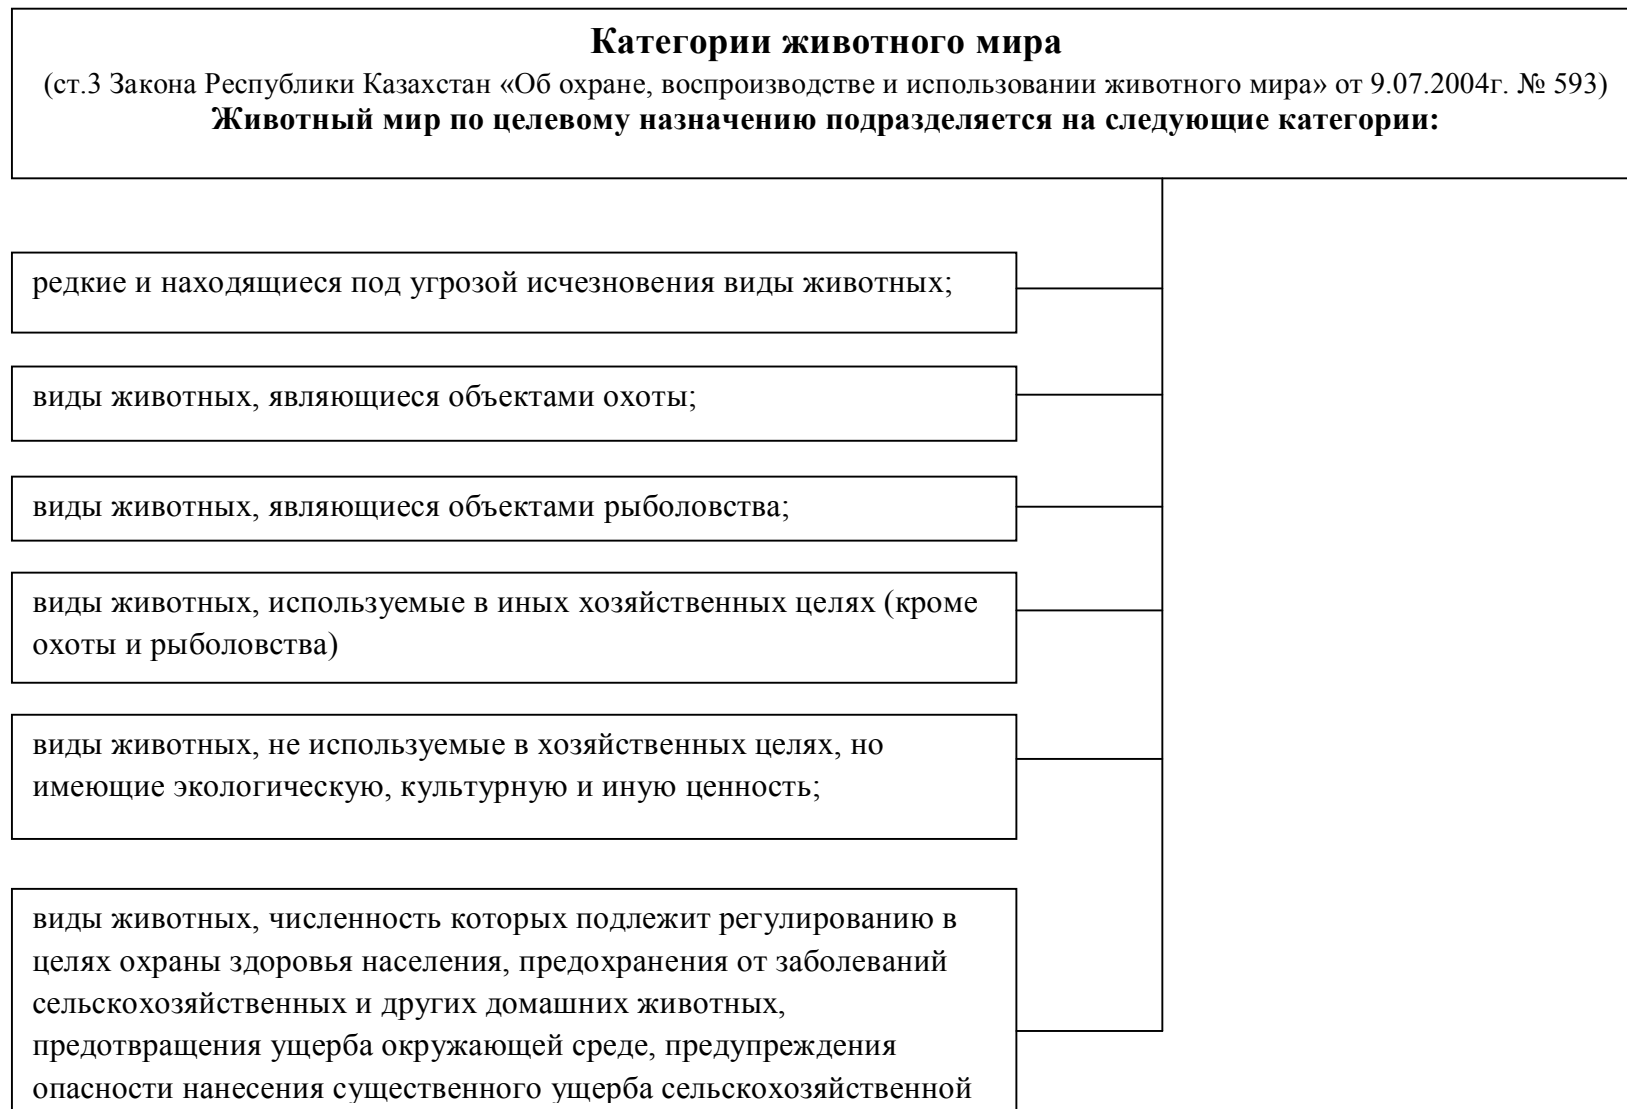 Категории животного мира
(ст.3 Закона Республики Казахстан «Об охране, воспроизводстве и использовании животного мира» от 9.07.2004г. № 593)
Животный мир по целевому назначению подразделяется на следующие категории:
редкие и находящиеся под угрозой исчезновения виды животных;
виды животных, являющиеся объектами охоты;
виды животных, являющиеся объектами рыболовства;
виды животных, используемые в иных хозяйственных целях (кроме
охоты и рыболовства)
виды животных, не используемые в хозяйственных целях, но
имеющие экологическую, культурную и иную ценность;
виды животных, численность которых подлежит регулированию в
целях охраны здоровья населения, предохранения от заболеваний
сельскохозяйственных и других домашних животных,
предотвращения ущерба окружающей среде, предупреждения
опасности нанесения существенного ущерба сельскохозяйственной